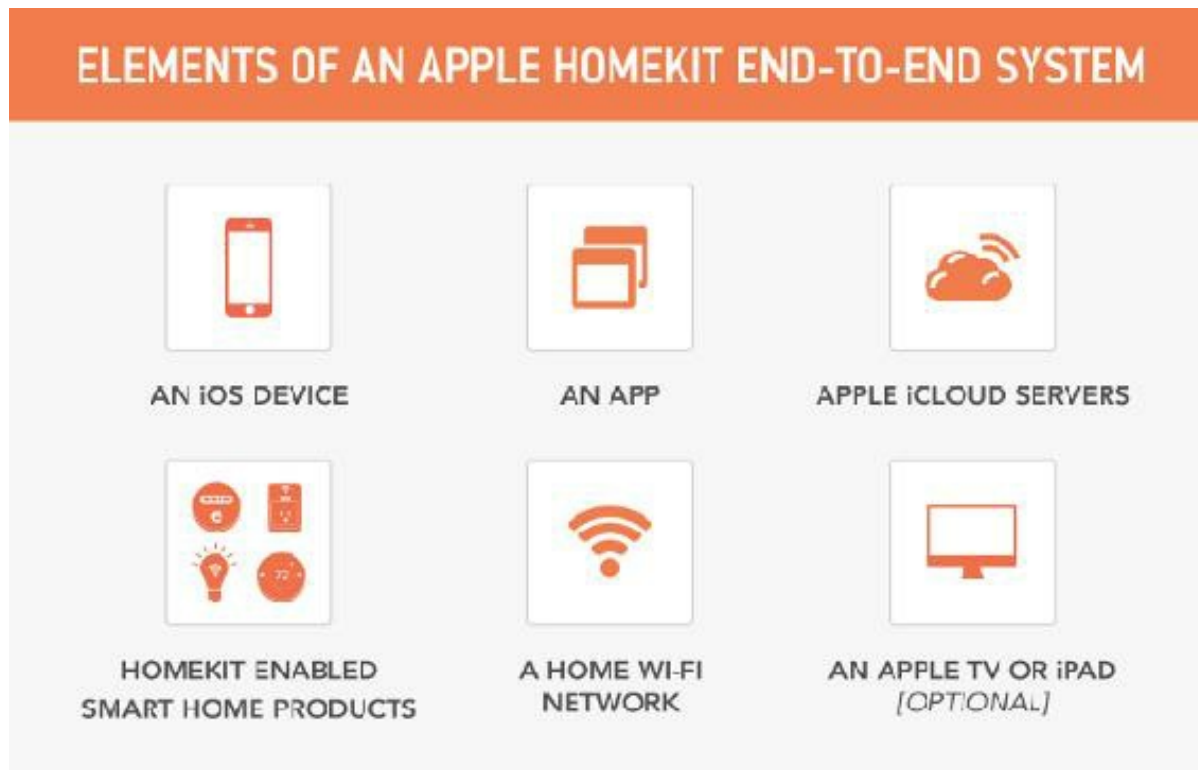 ELEMENTS OF AN APPLE HOMEKIT END-TO-END SYSTEM
AN iOS DEVICE
AN APP
APPLE iCLOUD SERVERS
72
HOMEKIT ENABLED
SMART HOME PRODUCTS
A HOME WI-FI
NETWORK
AN APPLE TV OR iPAD
[OPTIONAL]